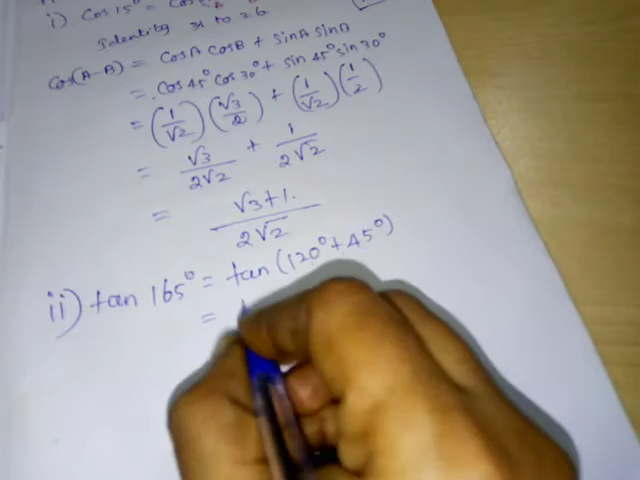 i) Cos 15° = Cos(
Identity 21 to 26
Cos(A-B) = CosA CosB + SinA SinB
= Cos 45° Cos 30° + sin 45° sin 30°
= (1/√2) (√3/2) + (1/√2) (1/2)
= √3/2√2 + 1/2√2
= √3+1/2√2
ii) tan 165° = tan (120° + 45°)
=